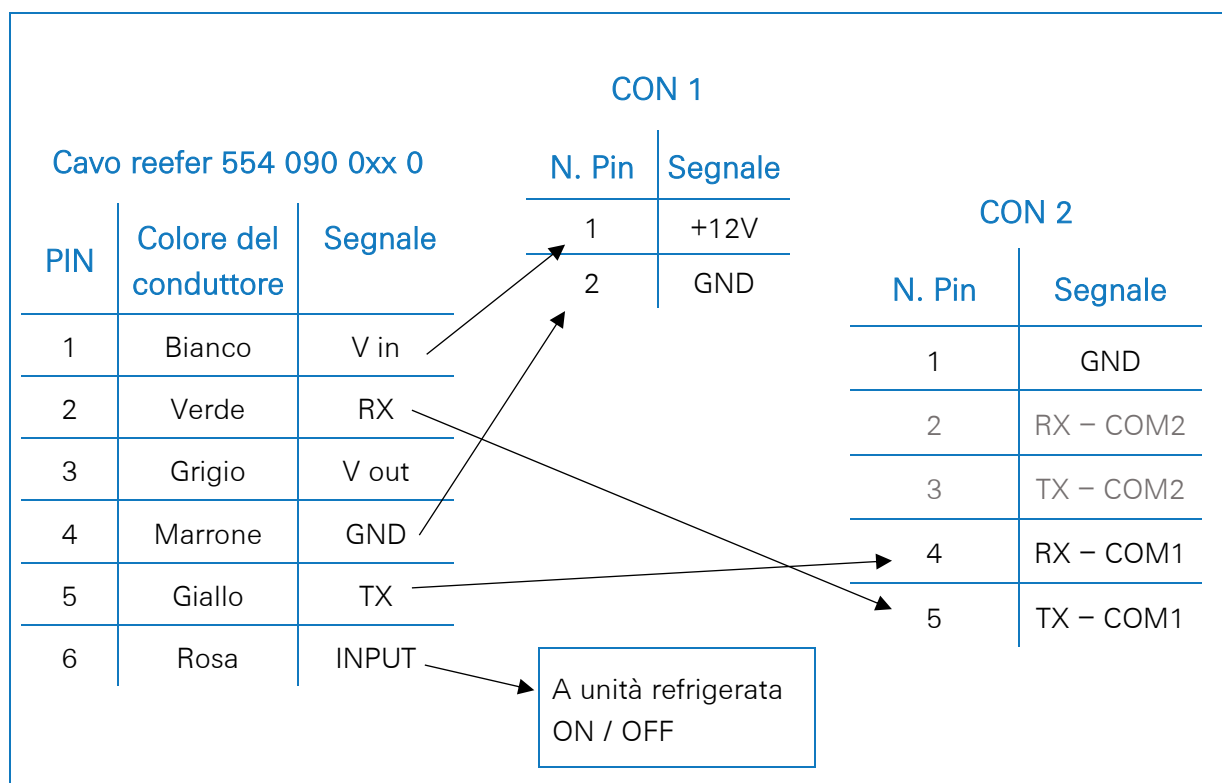 Cavo reefer 554 090 0xx 0
PIN Colore del conduttore Segnale
1 Bianco V in
2 Verde RX
3 Grigio V out
4 Marrone GND
5 Giallo TX
6 Rosa INPUT
CON 1
N. Pin Segnale
1 +12V
2 GND
CON 2
N. Pin Segnale
1 GND
2 RX – COM2
3 TX – COM2
4 RX – COM1
5 TX – COM1
A unità refrigerata
ON / OFF